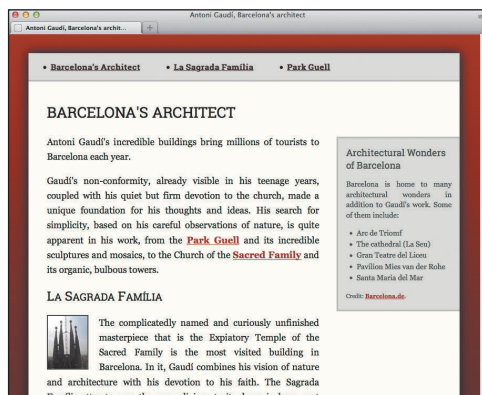 Antoni Gaudí, Barcelona's architect
Antoni Gaudí, Barcelona's archit...
• Barcelona's Architect • La Sagrada Família • Park Guell
BARCELONA'S ARCHITECT
Antoni Gaudí's incredible buildings bring millions of tourists to
Barcelona each year.
Gaudí's non-conformity, already visible in his teenage years,
coupled with his quiet but firm devotion to the church, made a
unique foundation for his thoughts and ideas. His search for
simplicity, based on his careful observations of nature, is quite
apparent in his work, from the Park Guell and its incredible
sculptures and mosaics, to the Church of the Sacred Family and
its organic, bulbous towers.
LA SAGRADA FAMÍLIA
The complicatedly named and curiously unfinished
masterpiece that is the Expiatory Temple of the
Sacred Family is the most visited building in
Barcelona. In it, Gaudí combines his vision of nature
and architecture with his devotion to his faith. The Sagrada
Architectural Wonders
of Barcelona
Barcelona is home to many
architectural wonders in
addition to Gaudí's work. Some
of them include:
• Arc de Triomf
• The cathedral (La Seu)
• Gran Teatre del Liceu
• Pavilion Mies van der Rohe
• Santa Maria del Mar
Credit: Barcelona.de.